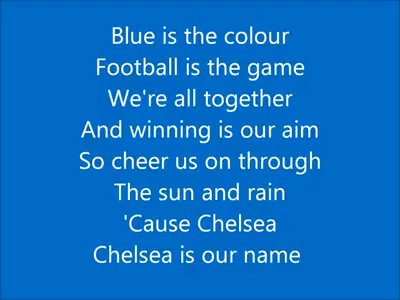 Blue is the colour
Football is the game
We're all together
And winning is our aim
So cheer us on through
The sun and rain
'Cause Chelsea
Chelsea is our name